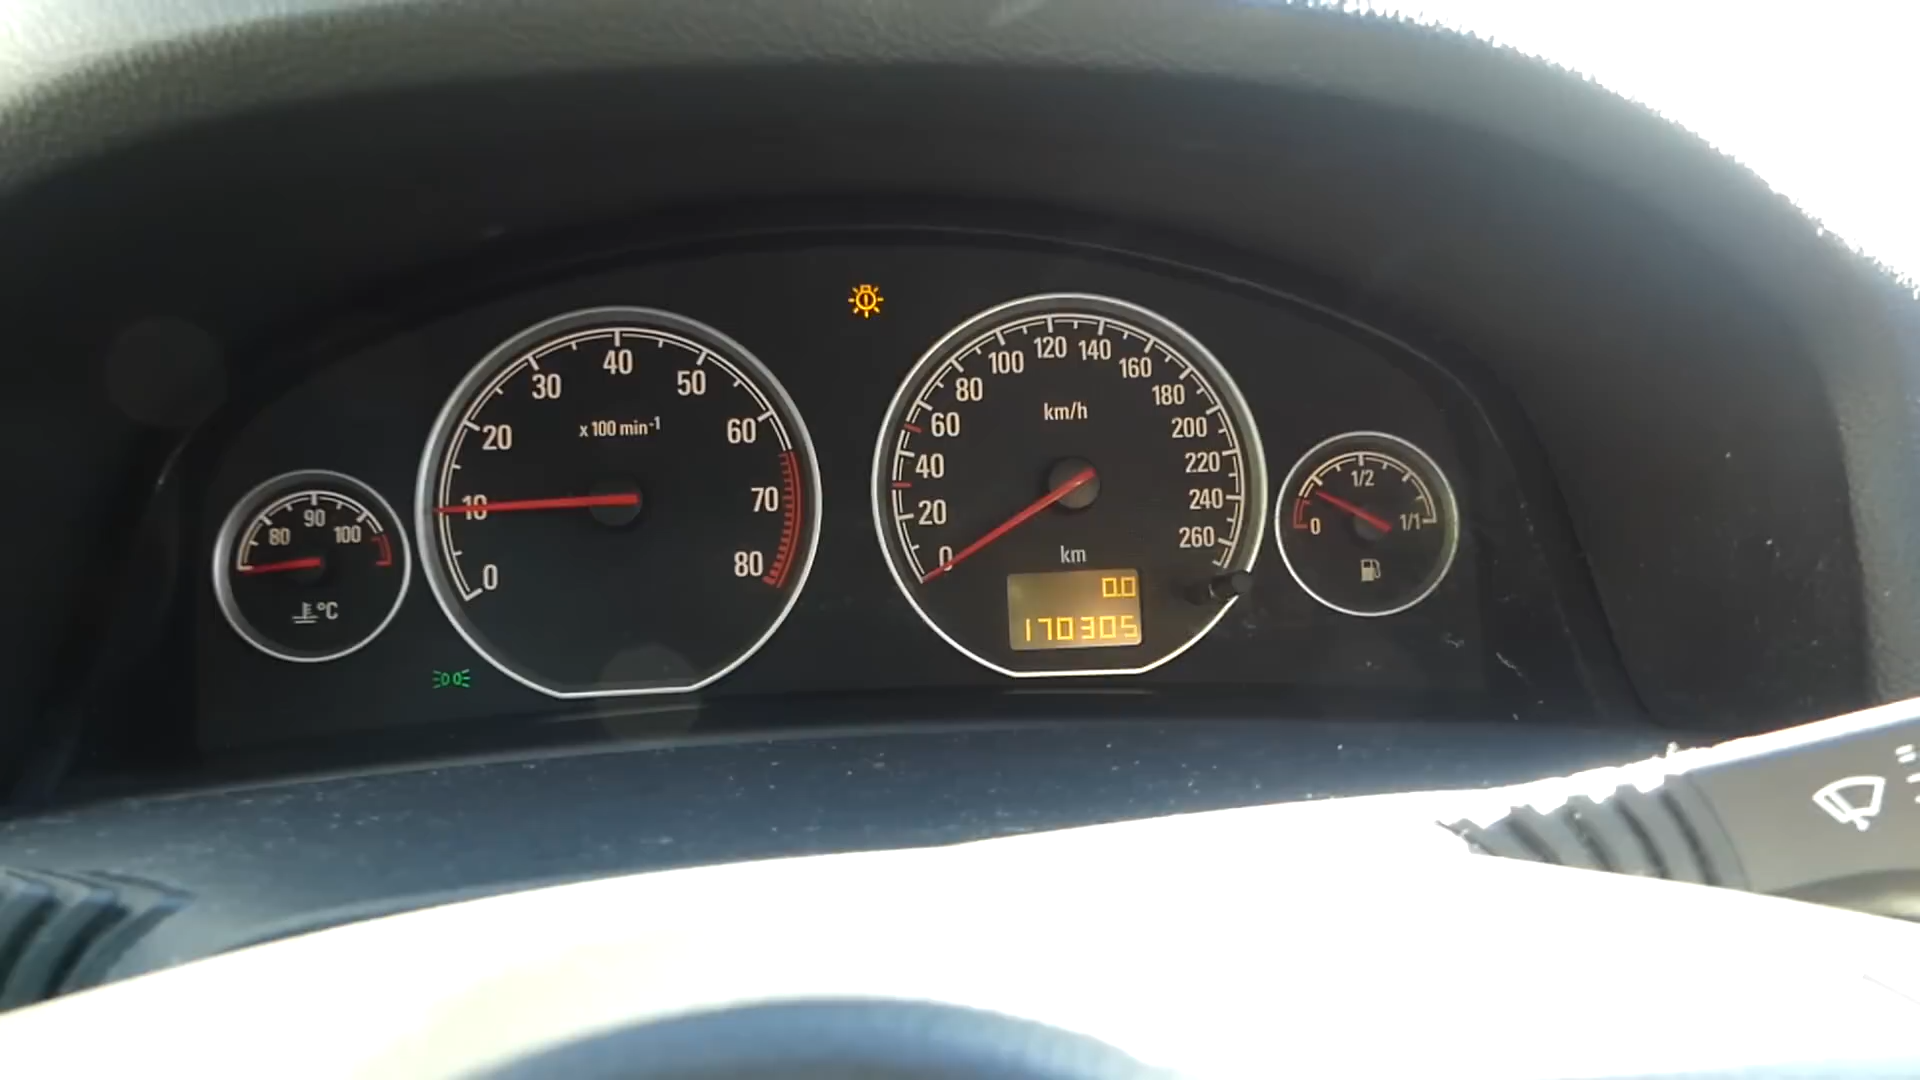 80 90 100
°C
0 10 20 30 40 50 60 70 80
x 100 min-1
0 20 40 60 80 100 120 140 160 180 200 220 240 260
km/h
km
0.0
170305
0 1/2 1/1